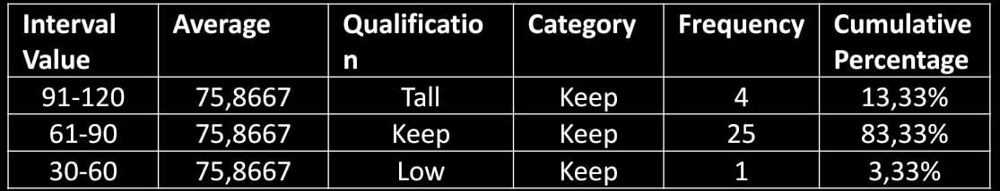 Interval Value Average Qualificatio n Category Frequency Cumulative Percentage
91-120 75,8667 Tall Keep 4 13,33%
61-90 75,8667 Keep Keep 25 83,33%
30-60 75,8667 Low Keep 1 3,33%